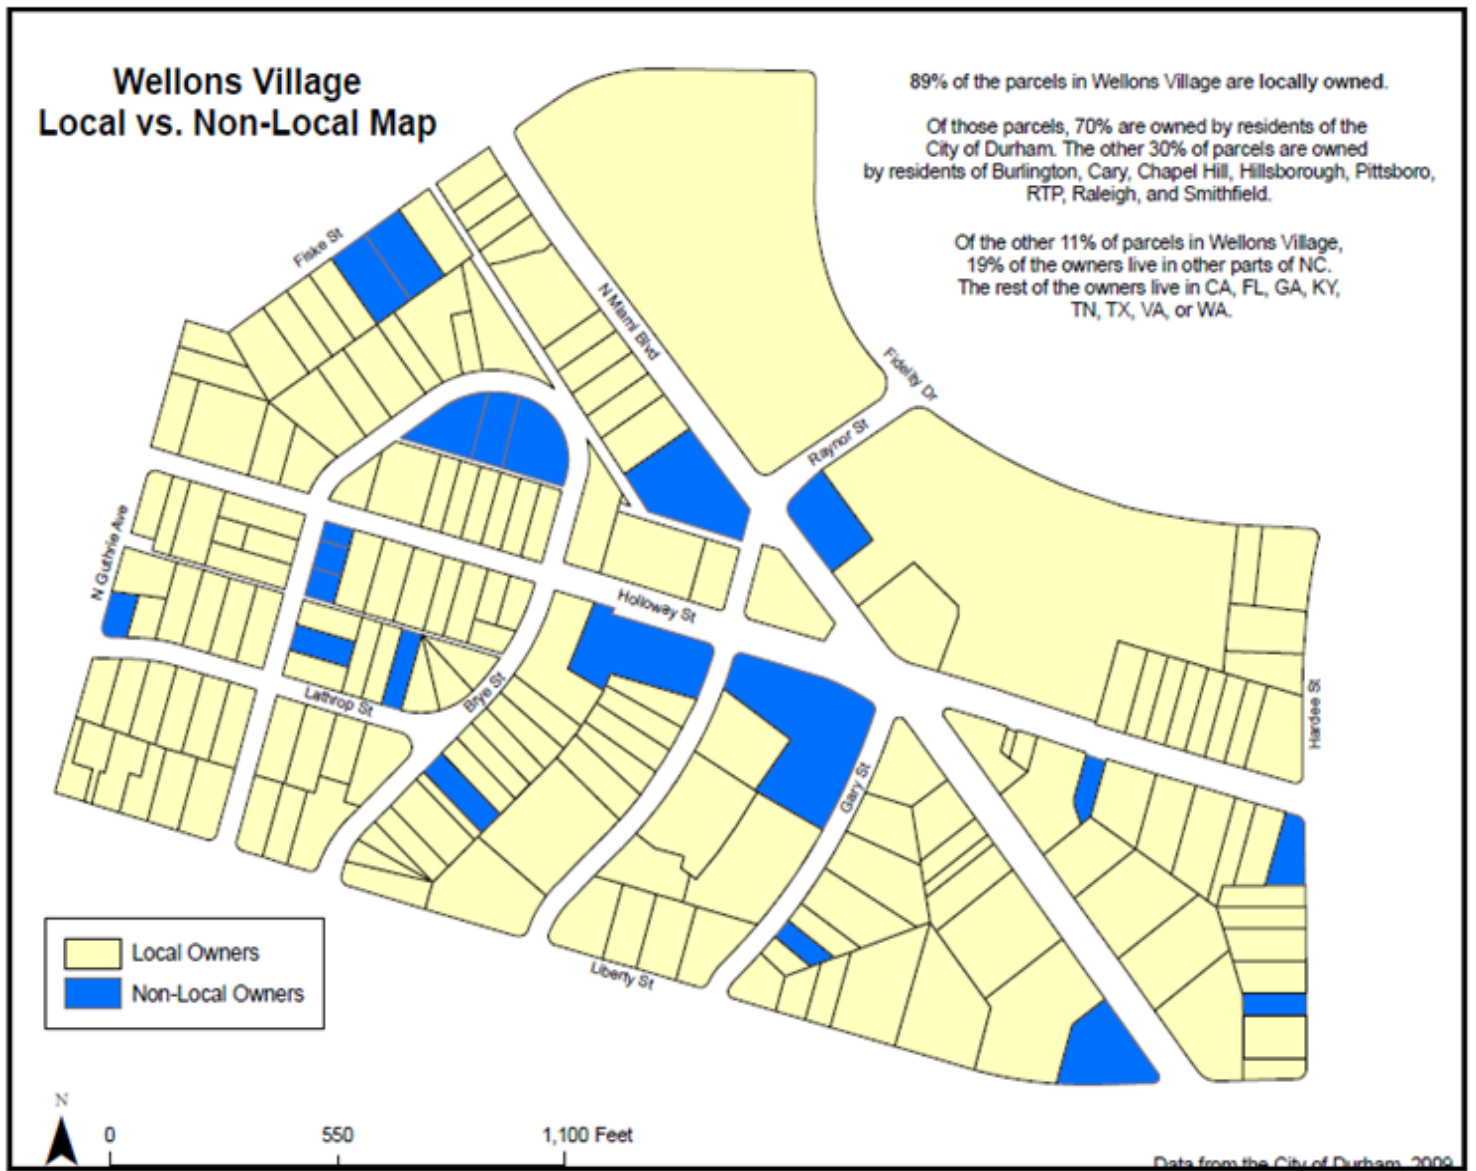 Wellons Village
Local vs. Non-Local Map
89% of the parcels in Wellons Village are locally owned.
Of those parcels, 70% are owned by residents of the
City of Durham. The other 30% of parcels are owned
by residents of Burlington, Cary, Chapel Hill, Hillsborough, Pittsboro,
RTP, Raleigh, and Smithfield.
Of the other 11% of parcels in Wellons Village,
19% of the owners live in other parts of NC.
The rest of the owners live in CA, FL, GA, KY,
TN, TX, VA, or WA.
Fiske St
N Miami Blvd
Fidelity Dr
Raynor St
N Guthrie Ave
Holloway St
Lathrop St
Brye St
Hardee St
Gary St
Liberty St
Local Owners
Non-Local Owners
N
0
550
1,100 Feet
Data from the City of Durham, 2009